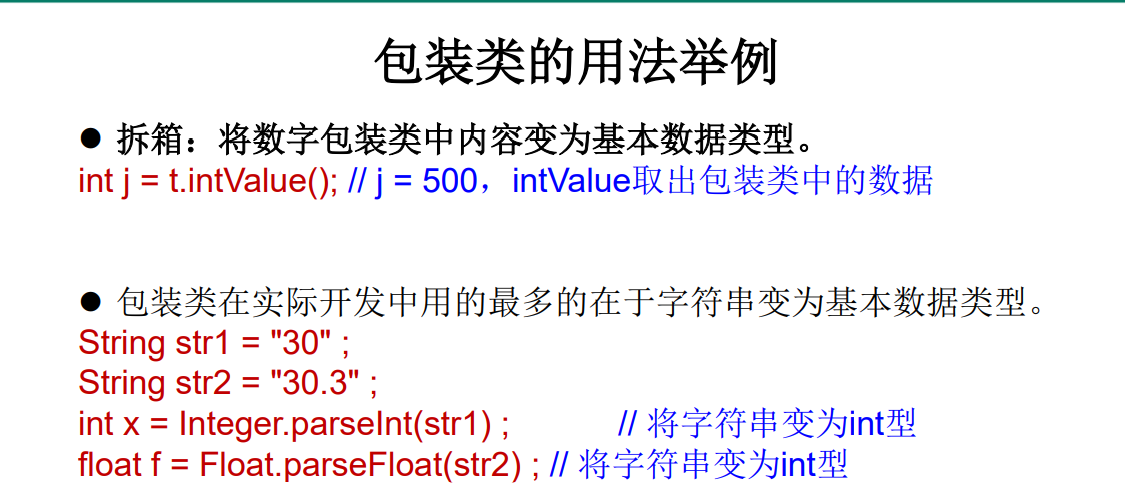 包装类的用法举例
● 拆箱：将数字包装类中内容变为基本数据类型。
int j = t.intValue(); // j = 500，intValue取出包装类中的数据
● 包装类在实际开发中用的最多的在于字符串变为基本数据类型。
String str1 = "30" ;
String str2 = "30.3" ;
int x = Integer.parseInt(str1) ; // 将字符串变为int型
float f = Float.parseFloat(str2) ; // 将字符串变为int型